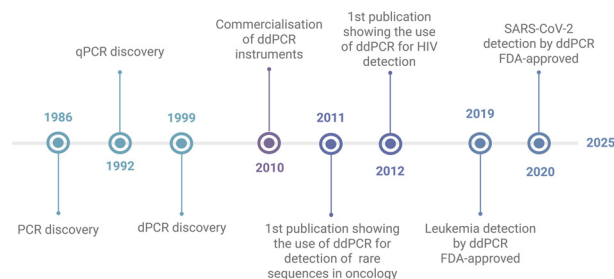 qPCR discovery
Commercialisation
of ddPCR
instruments
1st publication
showing the use
of ddPCR for HIV
detection
SARS-CoV-2
detection by ddPCR
FDA-approved
1986
1999
2011
2019
2025
1992
2010
2012
2020
PCR discovery
dPCR discovery
1st publication showing
the use of ddPCR for
detection of rare
sequences in oncology
Leukemia detection
by ddPCR
FDA-approved